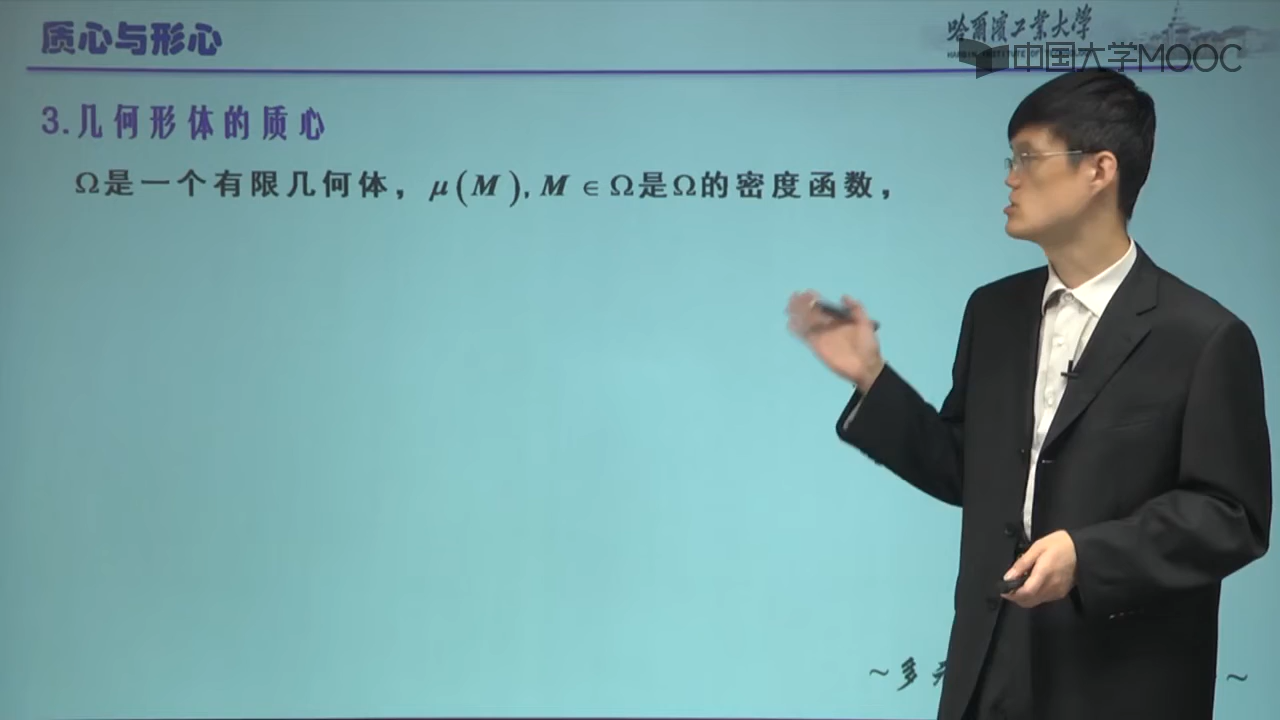 质心与形心
哈尔滨工业大学
中国大学MOOC
3.几何形体的质心
Ω是一个有限几何体，μ(M), M∈Ω是Ω的密度函数，
~多
~